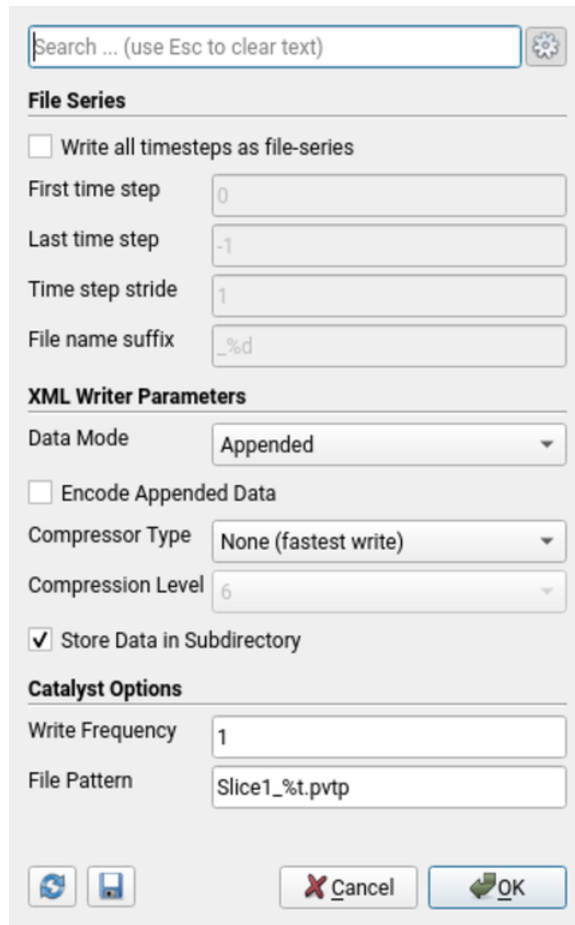 Search ... (use Esc to clear text)
File Series
Write all timesteps as file-series
First time step 0
Last time step -1
Time step stride 1
File name suffix _%d
XML Writer Parameters
Data Mode Appended
Encode Appended Data
Compressor Type None (fastest write)
Compression Level 6
Store Data in Subdirectory
Catalyst Options
Write Frequency 1
File Pattern Slice1_%t.pvtp
Cancel OK